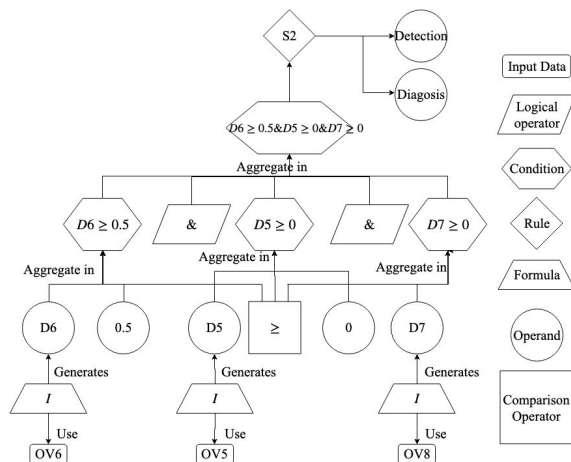 S2
Detection
Diagosis
D6 ≥ 0.5&D5 ≥ 0&D7 ≥ 0
Aggregate in
D6 ≥ 0.5
&
D5 ≥ 0
&
D7 ≥ 0
Aggregate in
Aggregate in
Aggregate in
D6
0.5
D5
≥
0
D7
Generates
Generates
Generates
I
I
I
Use
Use
Use
OV6
OV5
OV8
Input Data
Logical
operator
Condition
Rule
Formula
Operand
Comparison
Operator